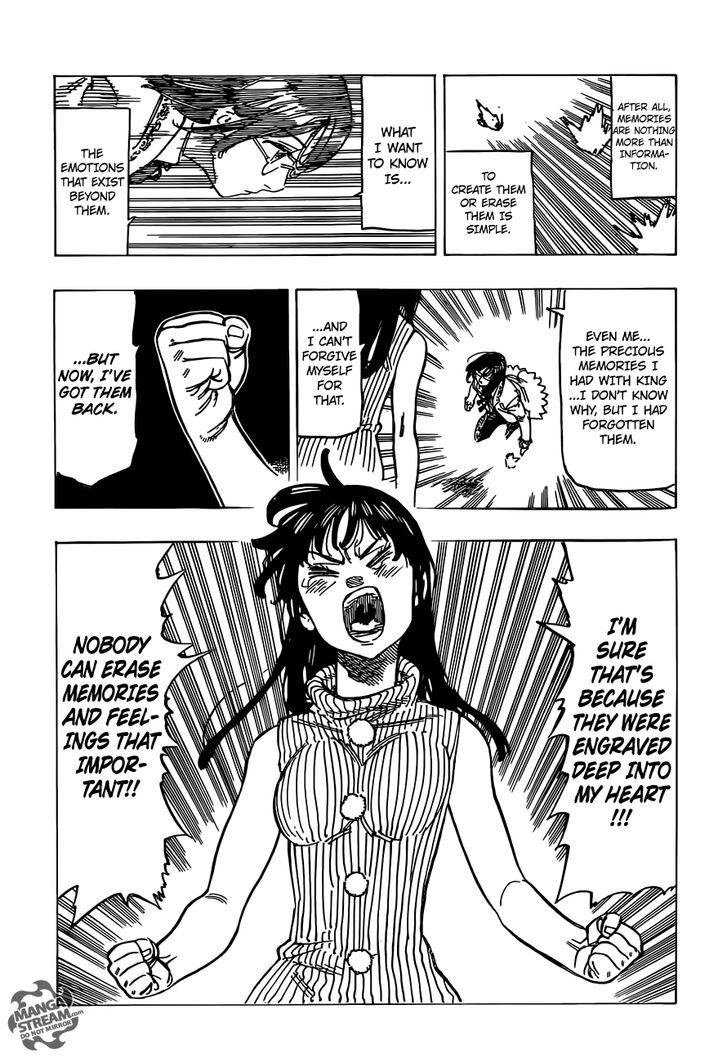 AFTER ALL,
MEMORIES
ARE NOTHING
MORE THAN
INFORMA-
TION.
TO
CREATE THEM
OR ERASE
THEM IS
SIMPLE.
WHAT
I WANT
TO KNOW
IS...
THE
EMOTIONS
THAT EXIST
BEYOND
THEM.
EVEN ME...
THE PRECIOUS
MEMORIES I
HAD WITH KING
...I DON'T KNOW
WHY, BUT I HAD
FORGOTTEN
THEM.
...AND
I CAN'T
FORGIVE
MYSELF
FOR
THAT.
...BUT
NOW, I'VE
GOT THEM
BACK.
I'M
SURE
THAT'S
BECAUSE
THEY WERE
ENGRAVED
DEEP INTO
MY HEART
!!!
NOBODY
CAN ERASE
MEMORIES
AND FEEL-
INGS THAT
IMPOR-
TANT!!
MANGA
STREAM.com
DO NOT MIRROR